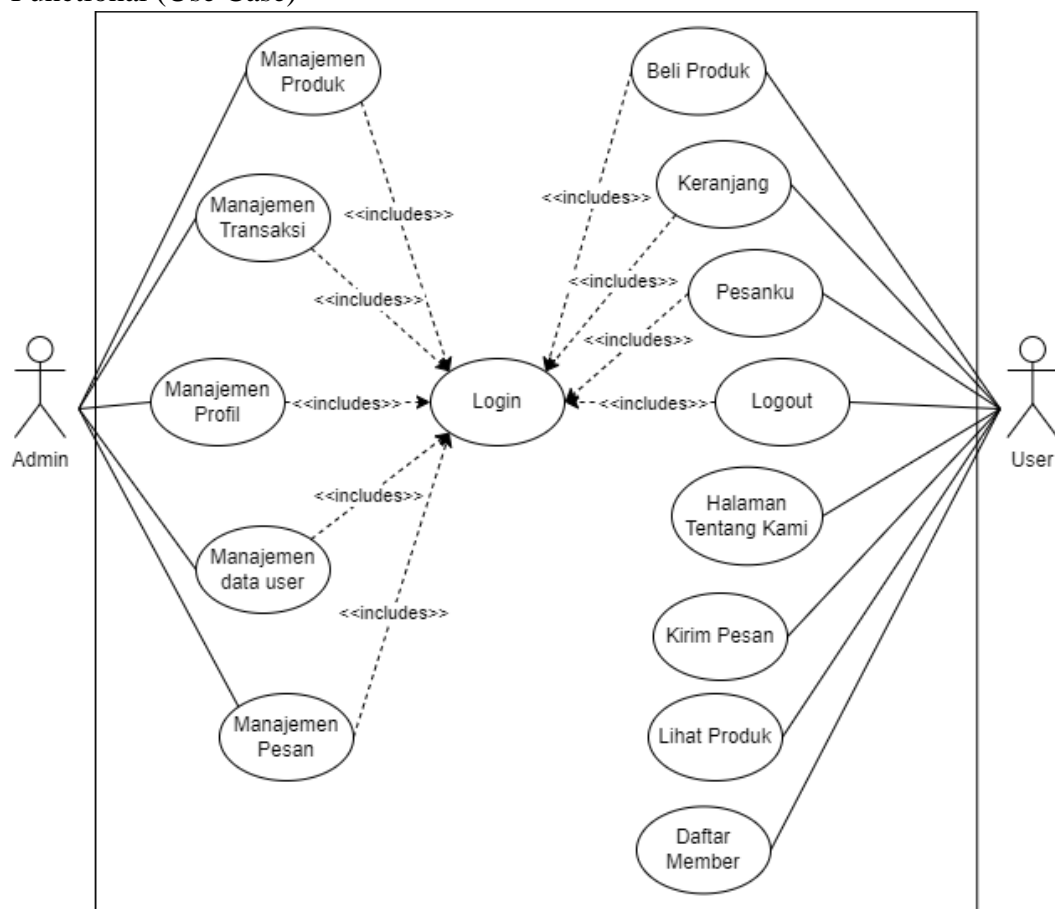 Functional (Use Case)
Manajemen
Produk
Beli Produk
Manajemen
Transaksi
<<includes>>
<<includes>>
Keranjang
<<includes>>
<<includes>>
Pesanku
<<includes>>
Admin
Manajemen
Profil
<<includes>>
Login
<<includes>>
Logout
User
<<includes>>
Halaman
Tentang Kami
Manajemen
data user
<<includes>>
Kirim Pesan
Manajemen
Pesan
Lihat Produk
Daftar
Member